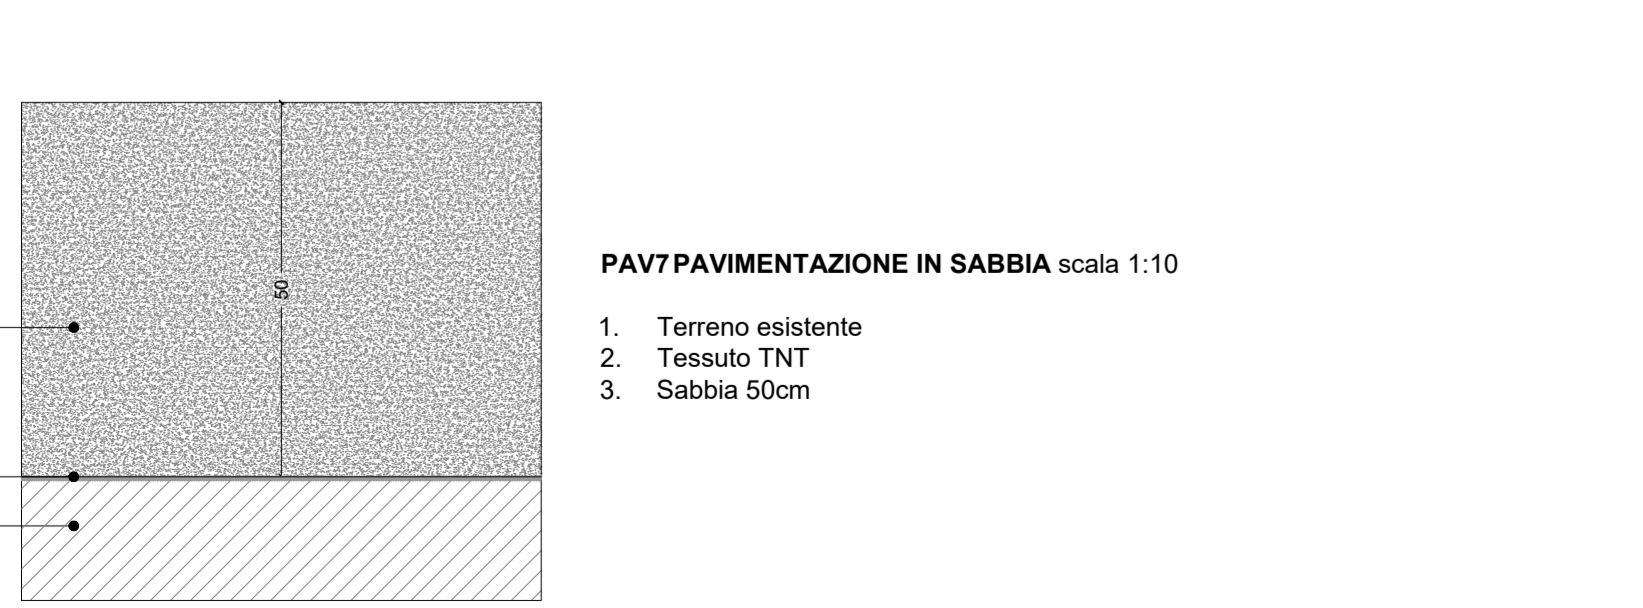 50
PAV7 PAVIMENTAZIONE IN SABBIA scala 1:10
1. Terreno esistente
2. Tessuto TNT
3. Sabbia 50cm